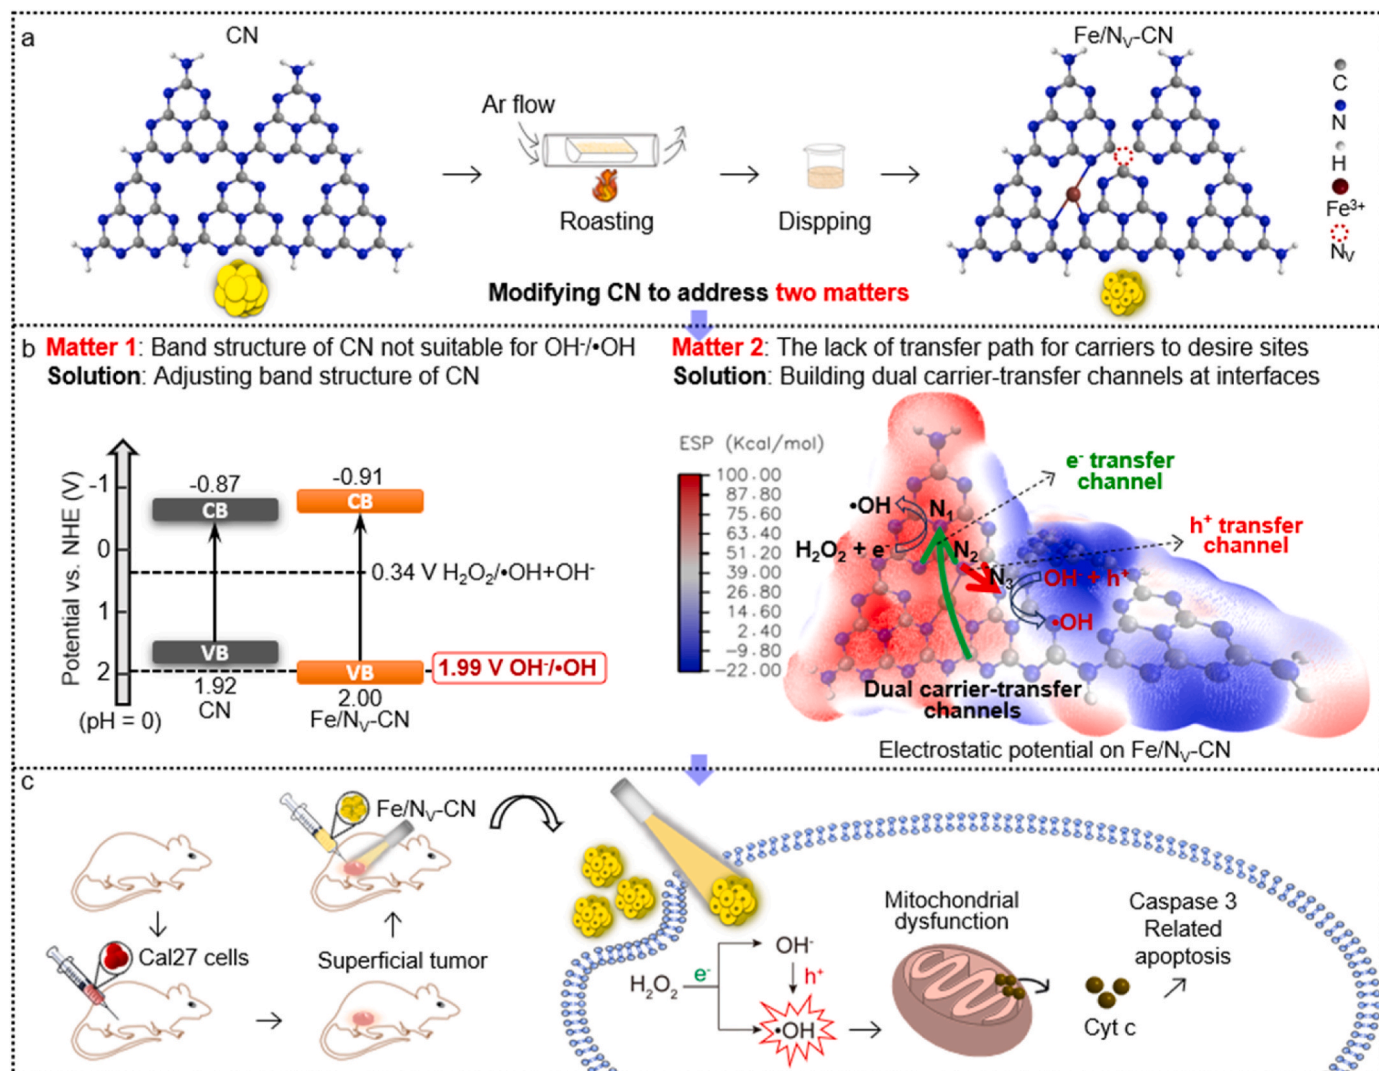 a
CN
Fe/Nᵥ-CN
Ar flow
Roasting
Dispping
C
N
H
Fe³⁺
Nᵥ
Modifying CN to address two matters
b
Matter 1: Band structure of CN not suitable for OH⁻/•OH
Solution: Adjusting band structure of CN
Matter 2: The lack of transfer path for carriers to desire sites
Solution: Building dual carrier-transfer channels at interfaces
Potential vs. NHE (V)
-1
0
1
2
(pH = 0)
-0.87
CB
VB
1.92
CN
-0.91
CB
VB
2.00
Fe/Nᵥ-CN
0.34 V H₂O₂/•OH+OH⁻
1.99 V OH⁻/•OH
ESP (Kcal/mol)
100.00
87.80
75.60
63.40
51.20
39.00
26.80
14.60
2.40
-9.80
-22.00
e⁻ transfer
channel
h⁺ transfer
channel
•OH
H₂O₂ + e⁻
N₁
N₂
N₃
OH⁻ + h⁺
•OH
Dual carrier-transfer
channels
Electrostatic potential on Fe/Nᵥ-CN
c
Fe/Nᵥ-CN
Cal27 cells
Superficial tumor
H₂O₂
e⁻
OH⁻
h⁺
•OH
Mitochondrial
dysfunction
Cyt c
Caspase 3
Related
apoptosis